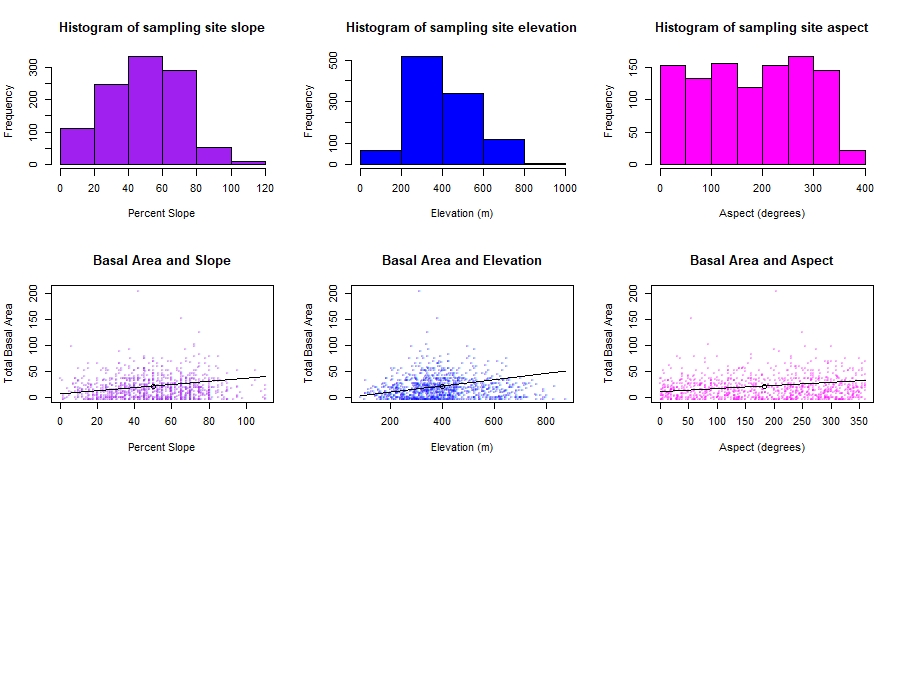 Histogram of sampling site slope
Frequency
0 100 200 300
0 20 40 60 80 100 120
Percent Slope
Histogram of sampling site elevation
Frequency
0 100 300 500
0 200 400 600 800 1000
Elevation (m)
Histogram of sampling site aspect
Frequency
0 50 100 150
0 100 200 300 400
Aspect (degrees)
Basal Area and Slope
Total Basal Area
0 50 100 150 200
0 20 40 60 80 100
Percent Slope
Basal Area and Elevation
Total Basal Area
0 50 100 150 200
200 400 600 800
Elevation (m)
Basal Area and Aspect
Total Basal Area
0 50 100 150 200
0 50 100 150 200 250 300 350
Aspect (degrees)